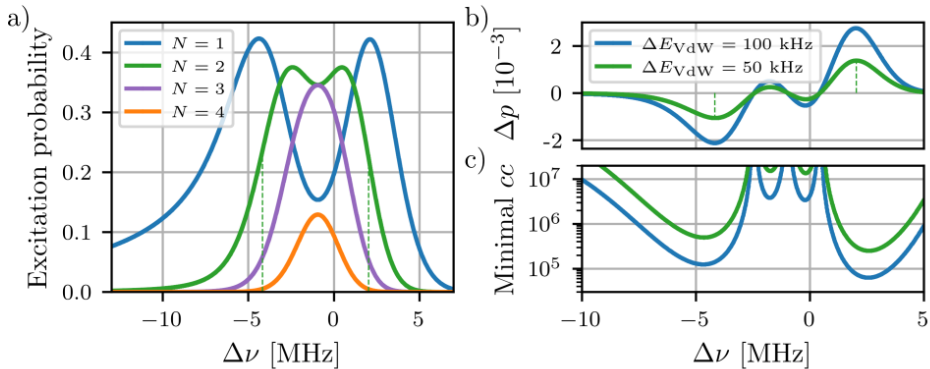 a)
Excitation probability
0.4
0.3
0.2
0.1
0.0
N = 1
N = 2
N = 3
N = 4
−10
−5
0
5
Δν [MHz]
b)
Δp [10⁻³]
2
0
-2
ΔE_VdW = 100 kHz
ΔE_VdW = 50 kHz
c)
Minimal cc
10⁷
10⁶
10⁵
−10
−5
0
5
Δν [MHz]